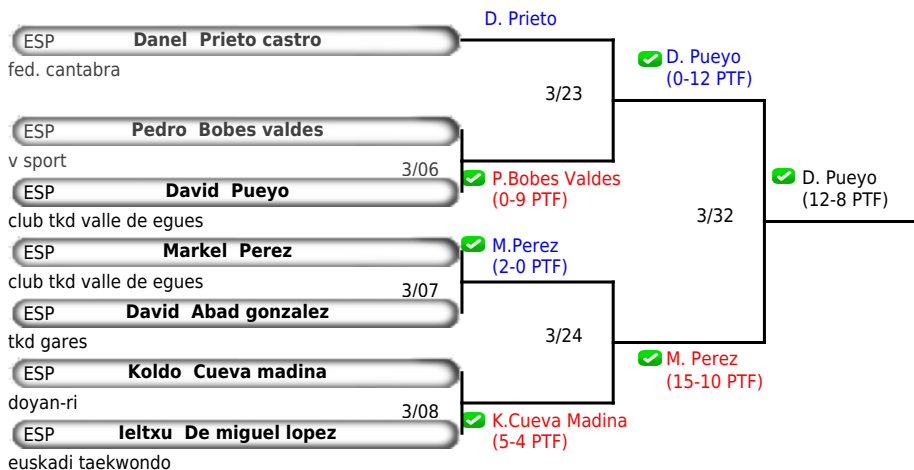 D. Prieto
ESP Danel Prieto castro
fed. cantabra
D. Pueyo
(0-12 PTF)
3/23
ESP Pedro Bobes valdes
v sport
3/06
P.Bobes Valdes
(0-9 PTF)
ESP David Pueyo
club tkd valle de egues
D. Pueyo
(12-8 PTF)
3/32
ESP Markel Perez
club tkd valle de egues
M.Perez
(2-0 PTF)
3/07
ESP David Abad gonzalez
tkd gares
3/24
M. Perez
(15-10 PTF)
ESP Koldo Cueva madina
doyan-ri
3/08
K.Cueva Madina
(5-4 PTF)
ESP Ieltxu De miguel lopez
euskadi taekwondo